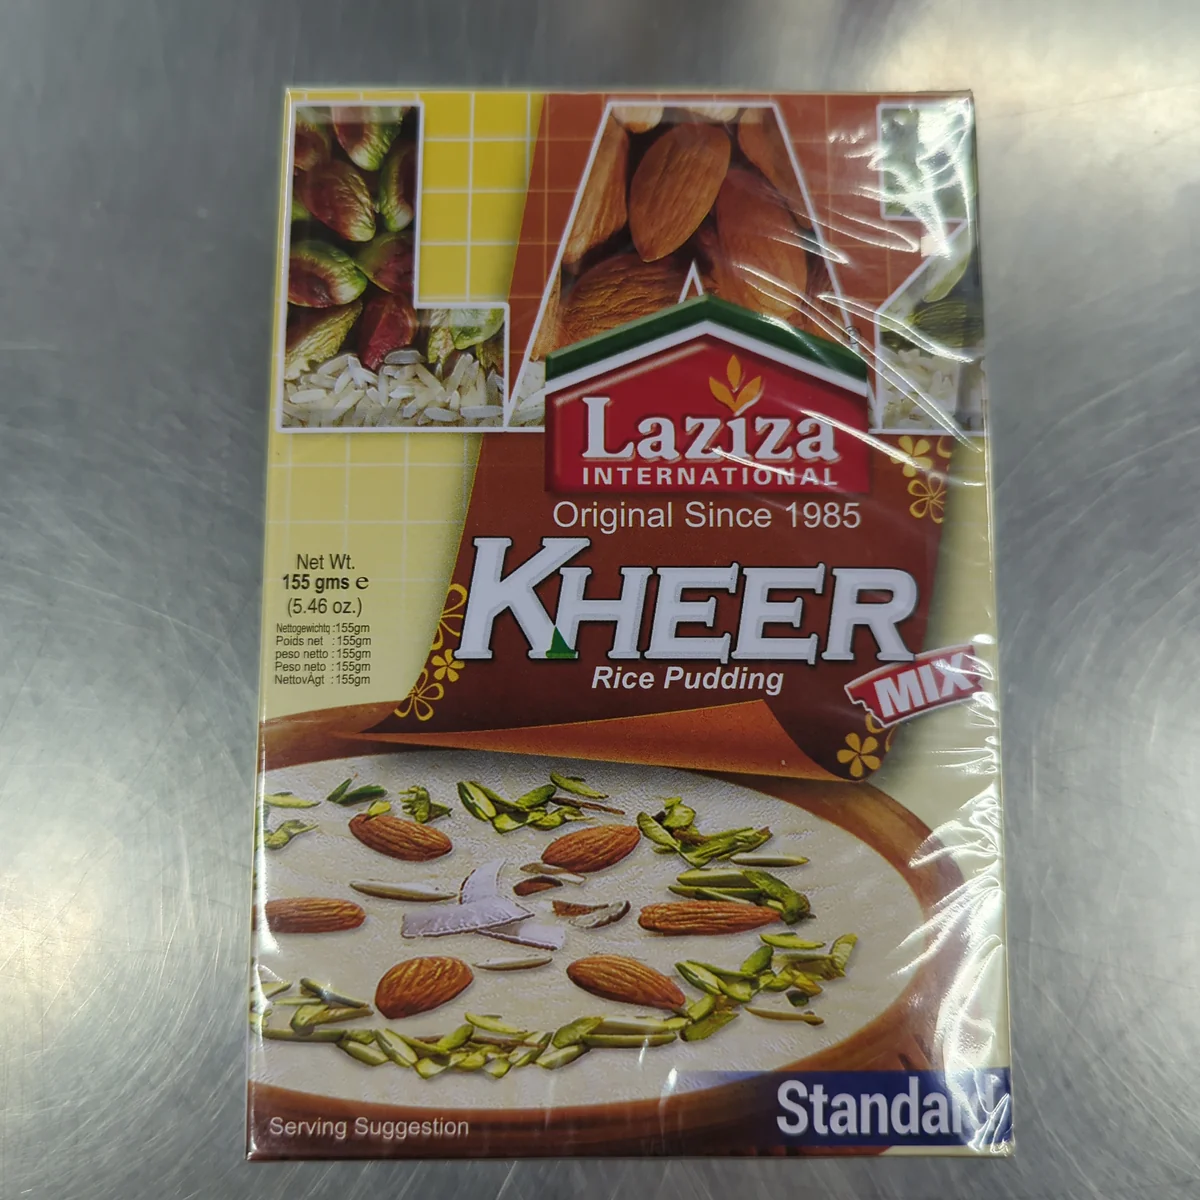 LAZ
Laziza
INTERNATIONAL
Original Since 1985
KHEER
Rice Pudding
MIX
Net Wt.
155 gms e
(5.46 oz.)
Nettogewichtq :155gm
Poids net :155gm
peso netto :155gm
Peso neto :155gm
NettovÄgt :155gm
Serving Suggestion
Standard